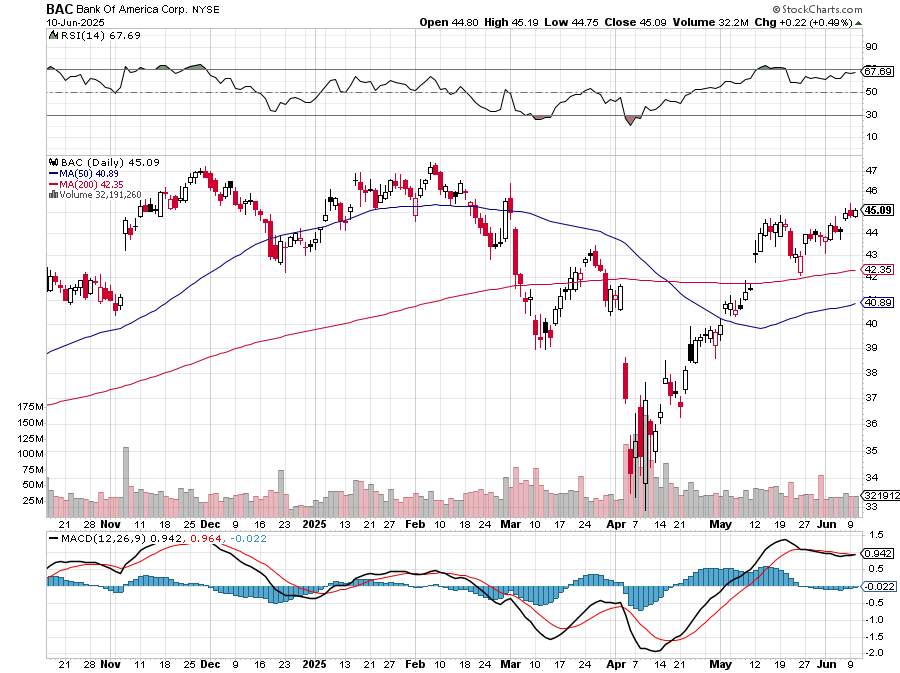 BAC Bank Of America Corp. NYSE © StockCharts.com
10-Jun-2025 Open 44.80 High 45.19 Low 44.75 Close 45.09 Volume 32.2M Chg +0.22 (+0.49%)
RSI(14) 67.69
90
70
67.69
50
30
10
BAC (Daily) 45.09
MA(50) 40.89
MA(200) 42.35
Volume 32,191,260
47
46
45.09
44
43
42.35
42
40.89
40
39
38
37
36
35
34
33
175M
150M
125M
100M
75M
50M
25M
321912
21 28 Nov 11 18 25 Dec 9 16 23 2025 13 21 27 Feb 10 18 24 Mar 10 17 24 Apr 7 14 21 May 12 19 27 Jun 9
MACD(12,26,9) 0.942, 0.964, -0.022
1.5
0.942
0.5
-0.022
-0.5
-1.0
-1.5
-2.0
21 28 Nov 11 18 25 Dec 9 16 23 2025 13 21 27 Feb 10 18 24 Mar 10 17 24 Apr 7 14 21 May 12 19 27 Jun 9